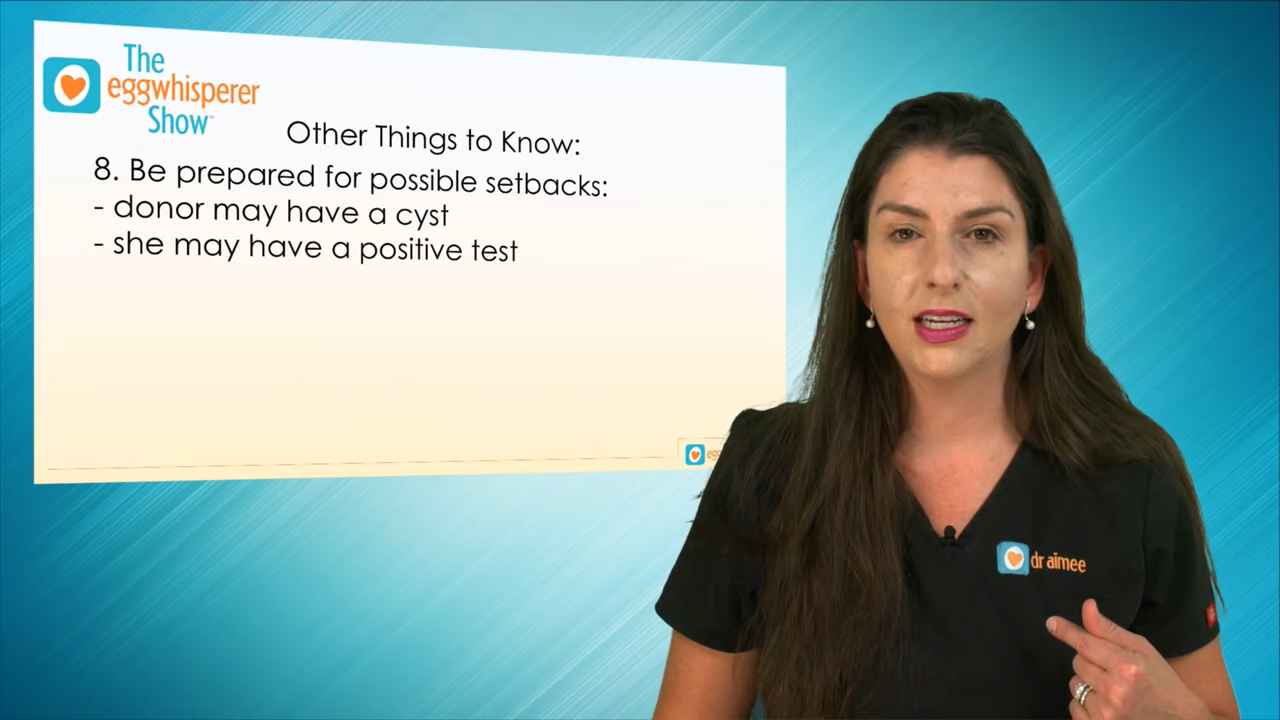 The
eggwhisperer
Show™
Other Things to Know:
8. Be prepared for possible setbacks:
- donor may have a cyst
- she may have a positive test
dr aimee